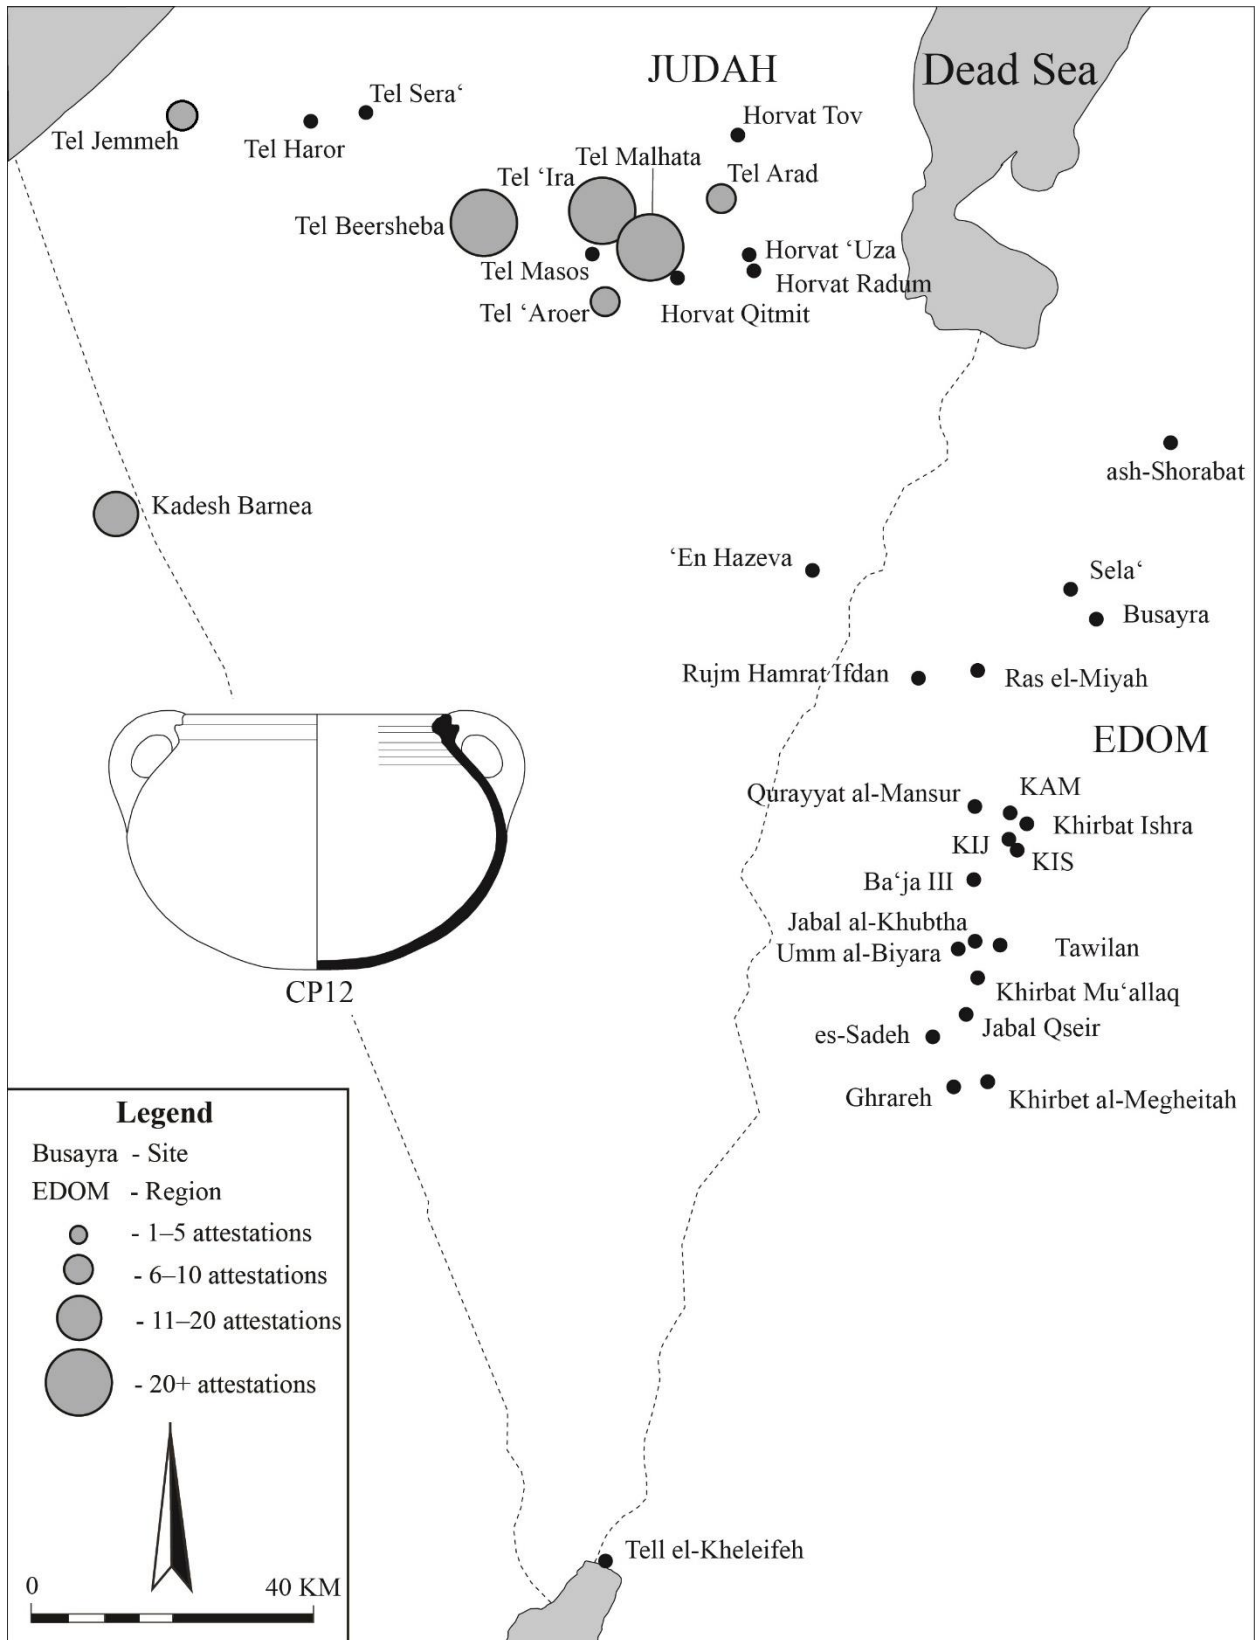 JUDAH
Dead Sea
Tel Sera‘
Tel Jemmeh
Tel Haror
Horvat Tov
Tel Malhata
Tel ‘Ira
Tel Arad
Tel Beersheba
Tel Masos
Horvat ‘Uza
Horvat Radum
Tel ‘Aroer
Horvat Qitmit
ash-Shorabat
Kadesh Barnea
‘En Hazeva
Sela‘
Busayra
Rujm Hamrat Ifdan
Ras el-Miyah
EDOM
Qurayyat al-Mansur
KAM
Khirbat Ishra
KIJ
KIS
Ba‘ja III
Jabal al-Khubtha
Umm al-Biyara
Tawilan
Khirbat Mu‘allaq
CP12
Jabal Qseir
es-Sadeh
Ghrareh
Khirbet al-Megheitah
Legend
Busayra - Site
EDOM - Region
- 1–5 attestations
- 6–10 attestations
- 11–20 attestations
- 20+ attestations
Tell el-Kheleifeh
0 40 KM